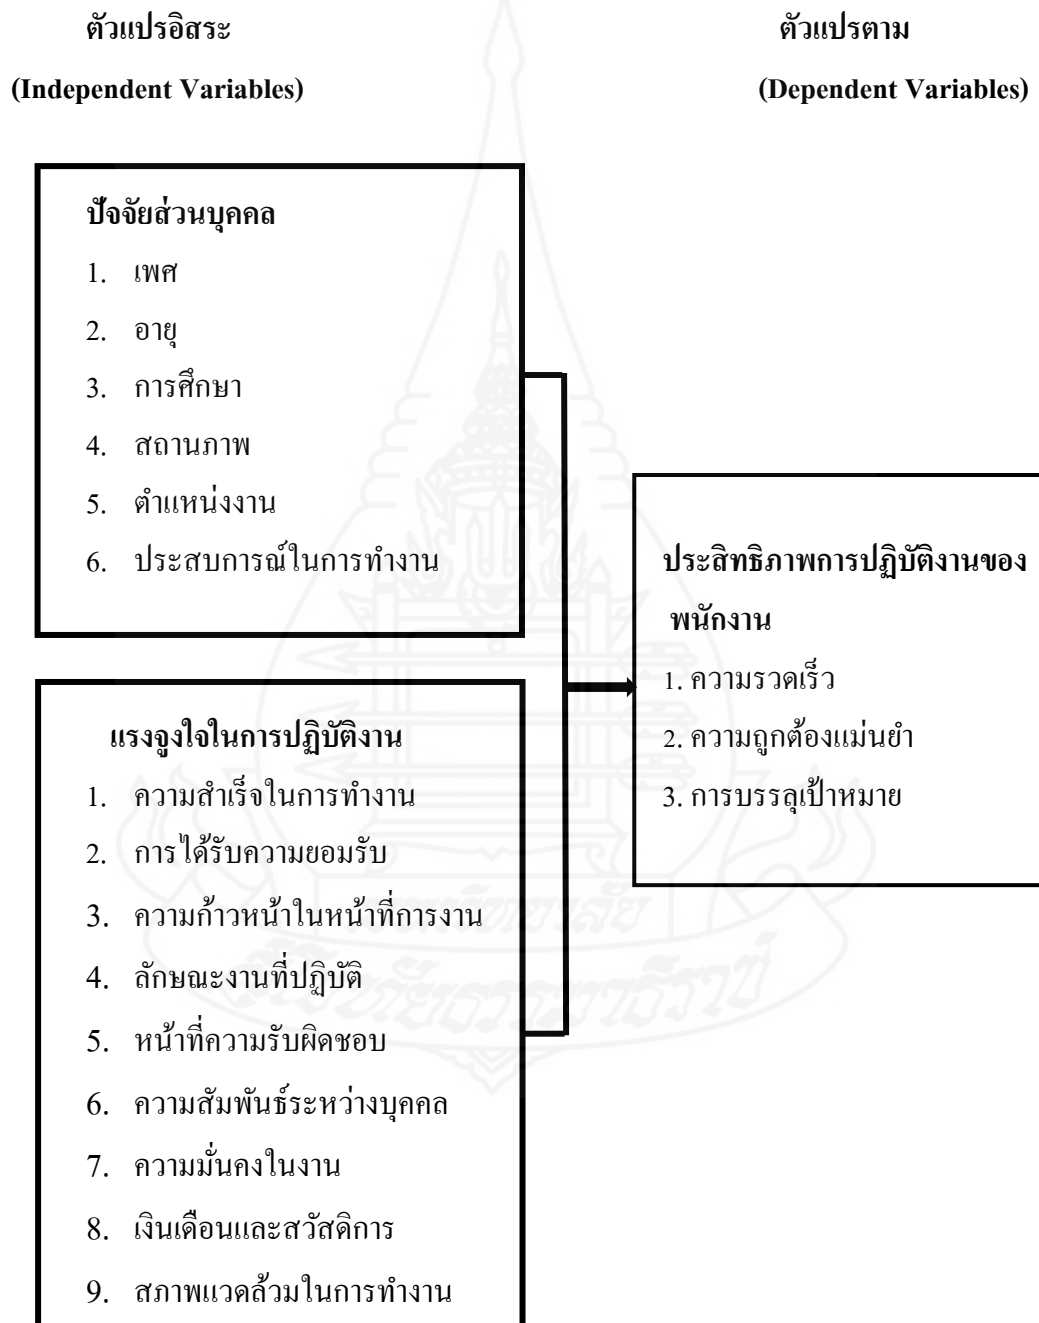 ตัวแปรอิสระ
(Independent Variables)
ตัวแปรตาม
(Dependent Variables)
ปัจจัยส่วนบุคคล
1. เพศ
2. อายุ
3. การศึกษา
4. สถานภาพ
5. ตำแหน่งงาน
6. ประสบการณ์ในการทำงาน
แรงจูงใจในการปฏิบัติงาน
1. ความสำเร็จในการทำงาน
2. การได้รับความยอมรับ
3. ความก้าวหน้าในหน้าที่การงาน
4. ลักษณะงานที่ปฏิบัติ
5. หน้าที่ความรับผิดชอบ
6. ความสัมพันธ์ระหว่างบุคคล
7. ความมั่นคงในงาน
8. เงินเดือนและสวัสดิการ
9. สภาพแวดล้อมในการทำงาน
ประสิทธิภาพการปฏิบัติงานของ
พนักงาน
1. ความรวดเร็ว
2. ความถูกต้องแม่นยำ
3. การบรรลุเป้าหมาย